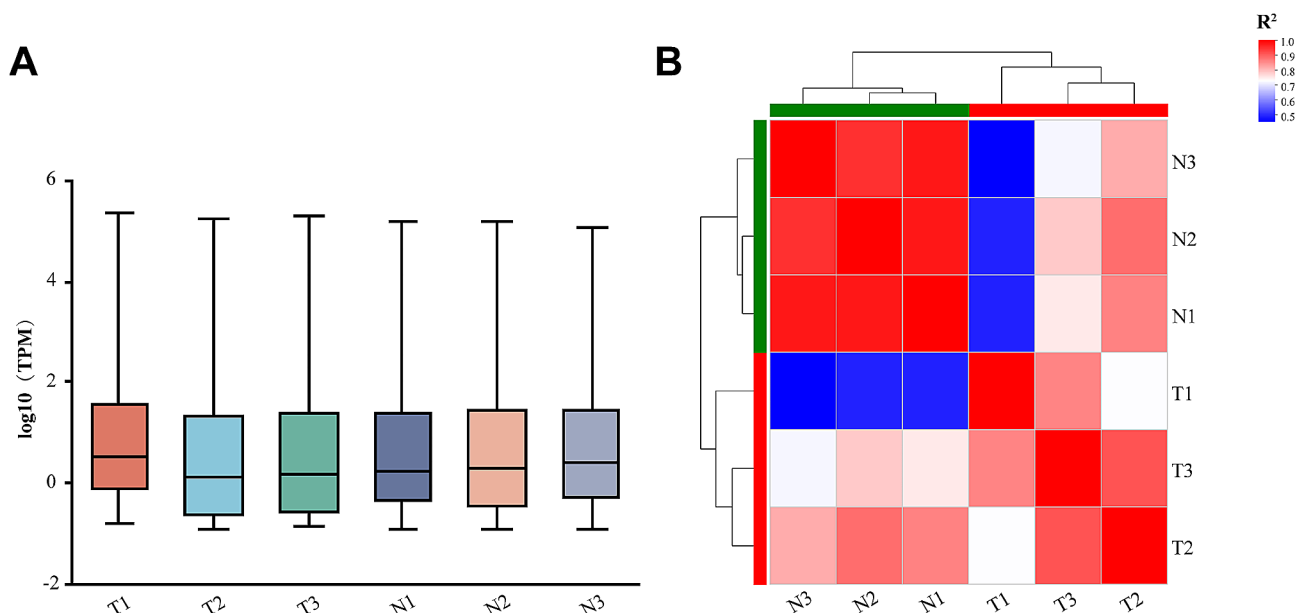 A
6
4
2
0
-2
log10（TPM）
T1 T2 T3 N1 N2 N3
B
R²
1.0
0.9
0.8
0.7
0.6
0.5
N3
N2
N1
T1
T3
T2
N3 N2 N1 T1 T3 T2